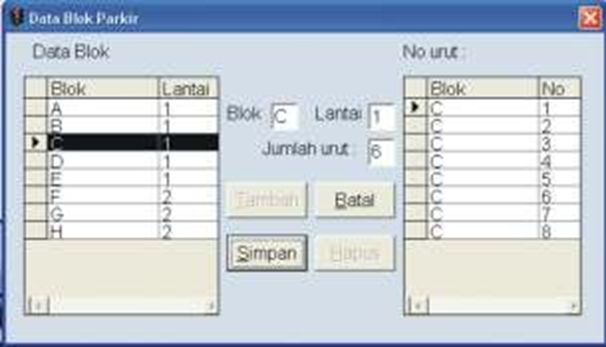 Data Blok Parkir
Data Blok
No urut :
Blok Lantai
A 1
B 1
C 1
D 1
E 1
F 2
G 2
H 2
Blok C Lantai 1
Jumlah urut : 6
Tambah Batal
Simpan Hapus
Blok No
C 1
C 2
C 3
C 4
C 5
C 6
C 7
C 8